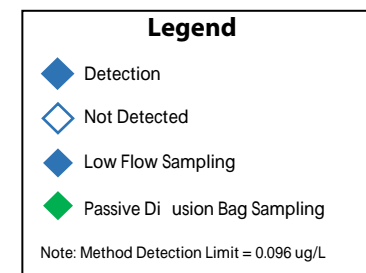 Legend
Detection
Not Detected
Low Flow Sampling
Passive Di usion Bag Sampling
Note: Method Detection Limit = 0.096 ug/L